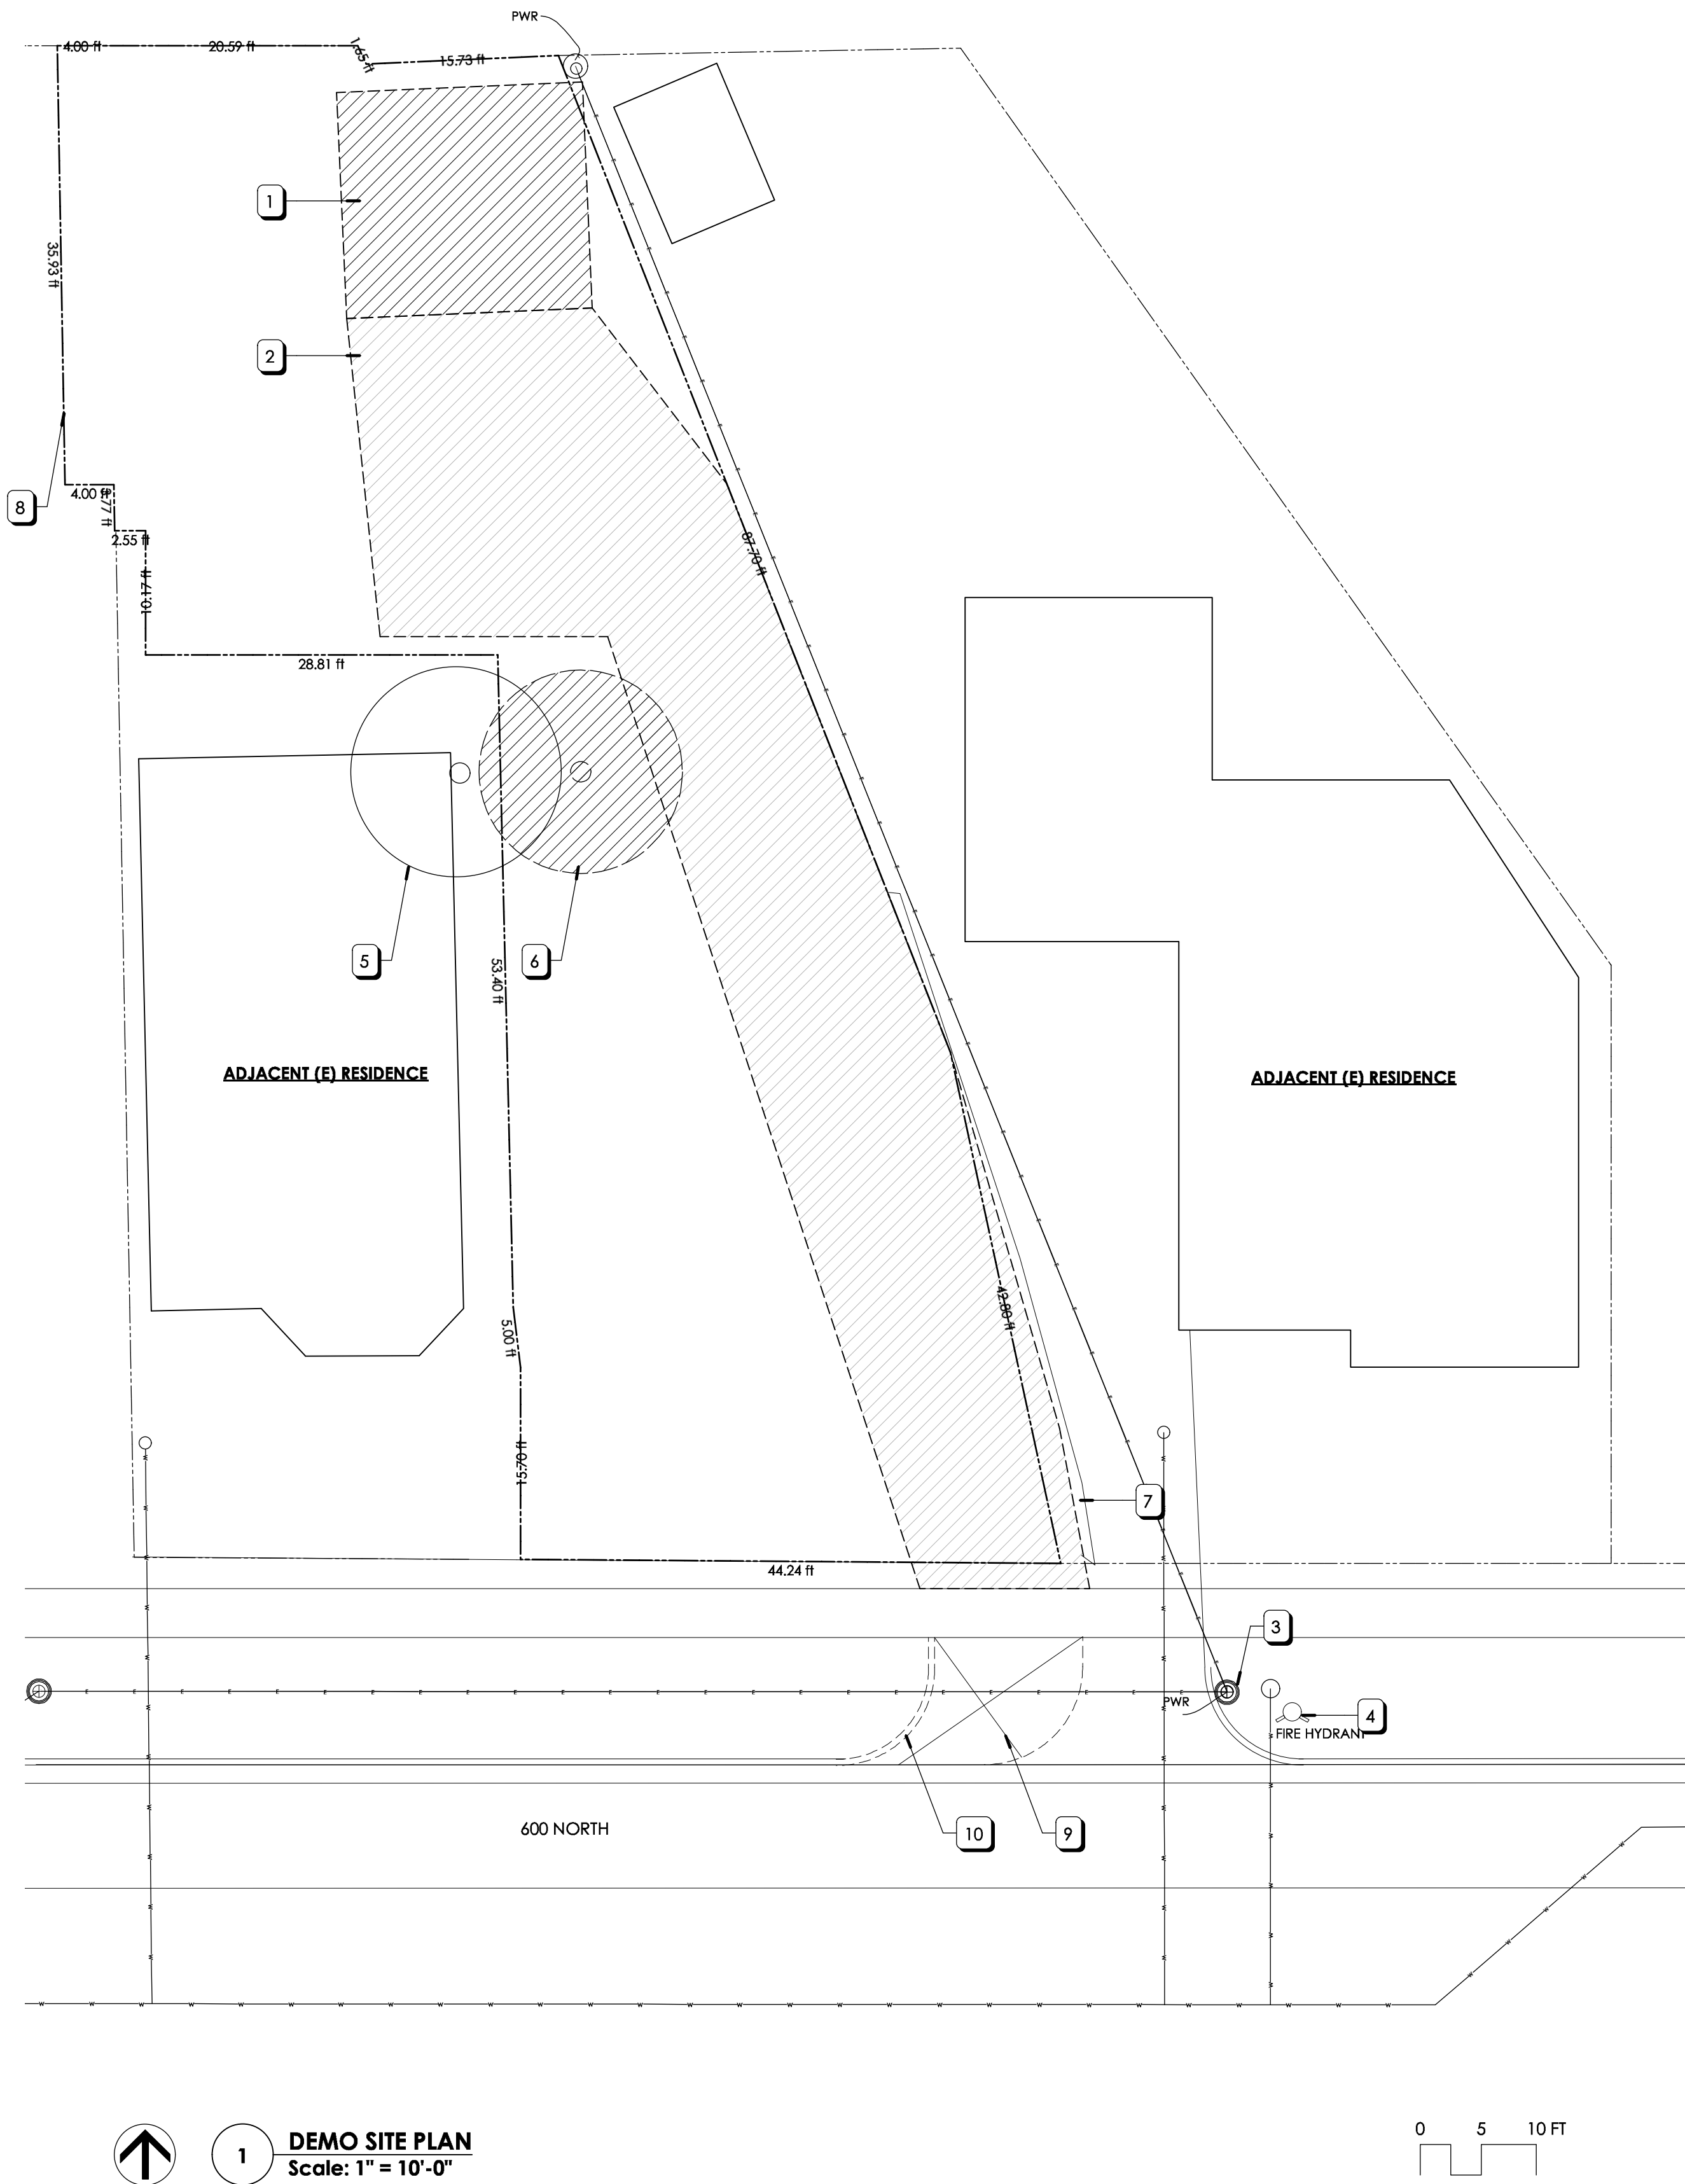 PWR
4.00 ft
20.59 ft
1.65 ft
15.73 ft
1
35.93 ft
2
8
4.00 ft
2.55 ft
10.17 ft
87.70 ft
28.81 ft
5
6
53.40 ft
ADJACENT (E) RESIDENCE
ADJACENT (E) RESIDENCE
42.80 ft
5.00 ft
15.70 ft
7
44.24 ft
3
PWR
4
FIRE HYDRANT
600 NORTH
10
9
1
DEMO SITE PLAN
Scale: 1" = 10'-0"
0 5 10 FT